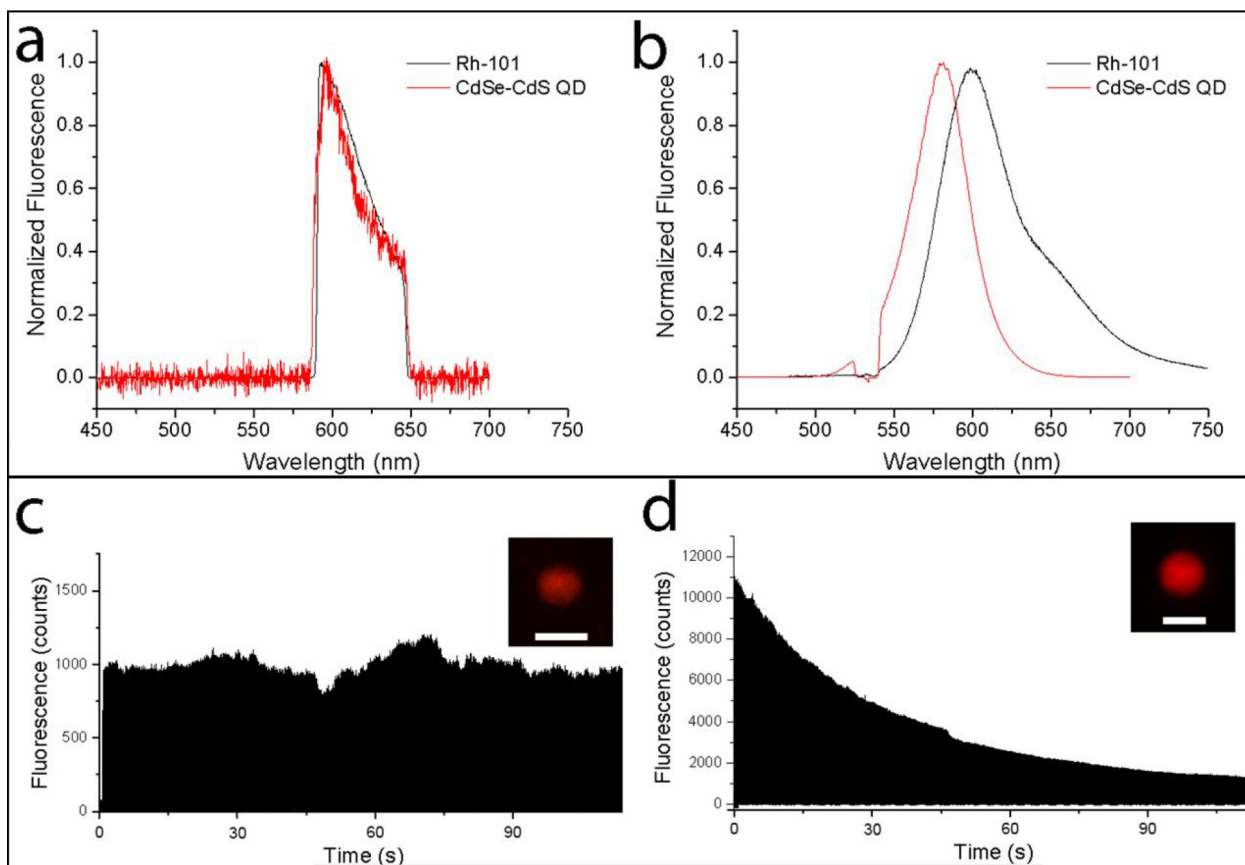 a
Normalized Fluorescence
1.0
0.8
0.6
0.4
0.2
0.0
450 500 550 600 650 700 750
Wavelength (nm)
Rh-101
CdSe-CdS QD
b
Normalized Fluorescence
1.0
0.8
0.6
0.4
0.2
0.0
450 500 550 600 650 700 750
Wavelength (nm)
Rh-101
CdSe-CdS QD
c
Fluorescence (counts)
1500
1000
500
0
0 30 60 90
Time (s)
d
Fluorescence (counts)
12000
10000
8000
6000
4000
2000
0
0 30 60 90
Time (s)